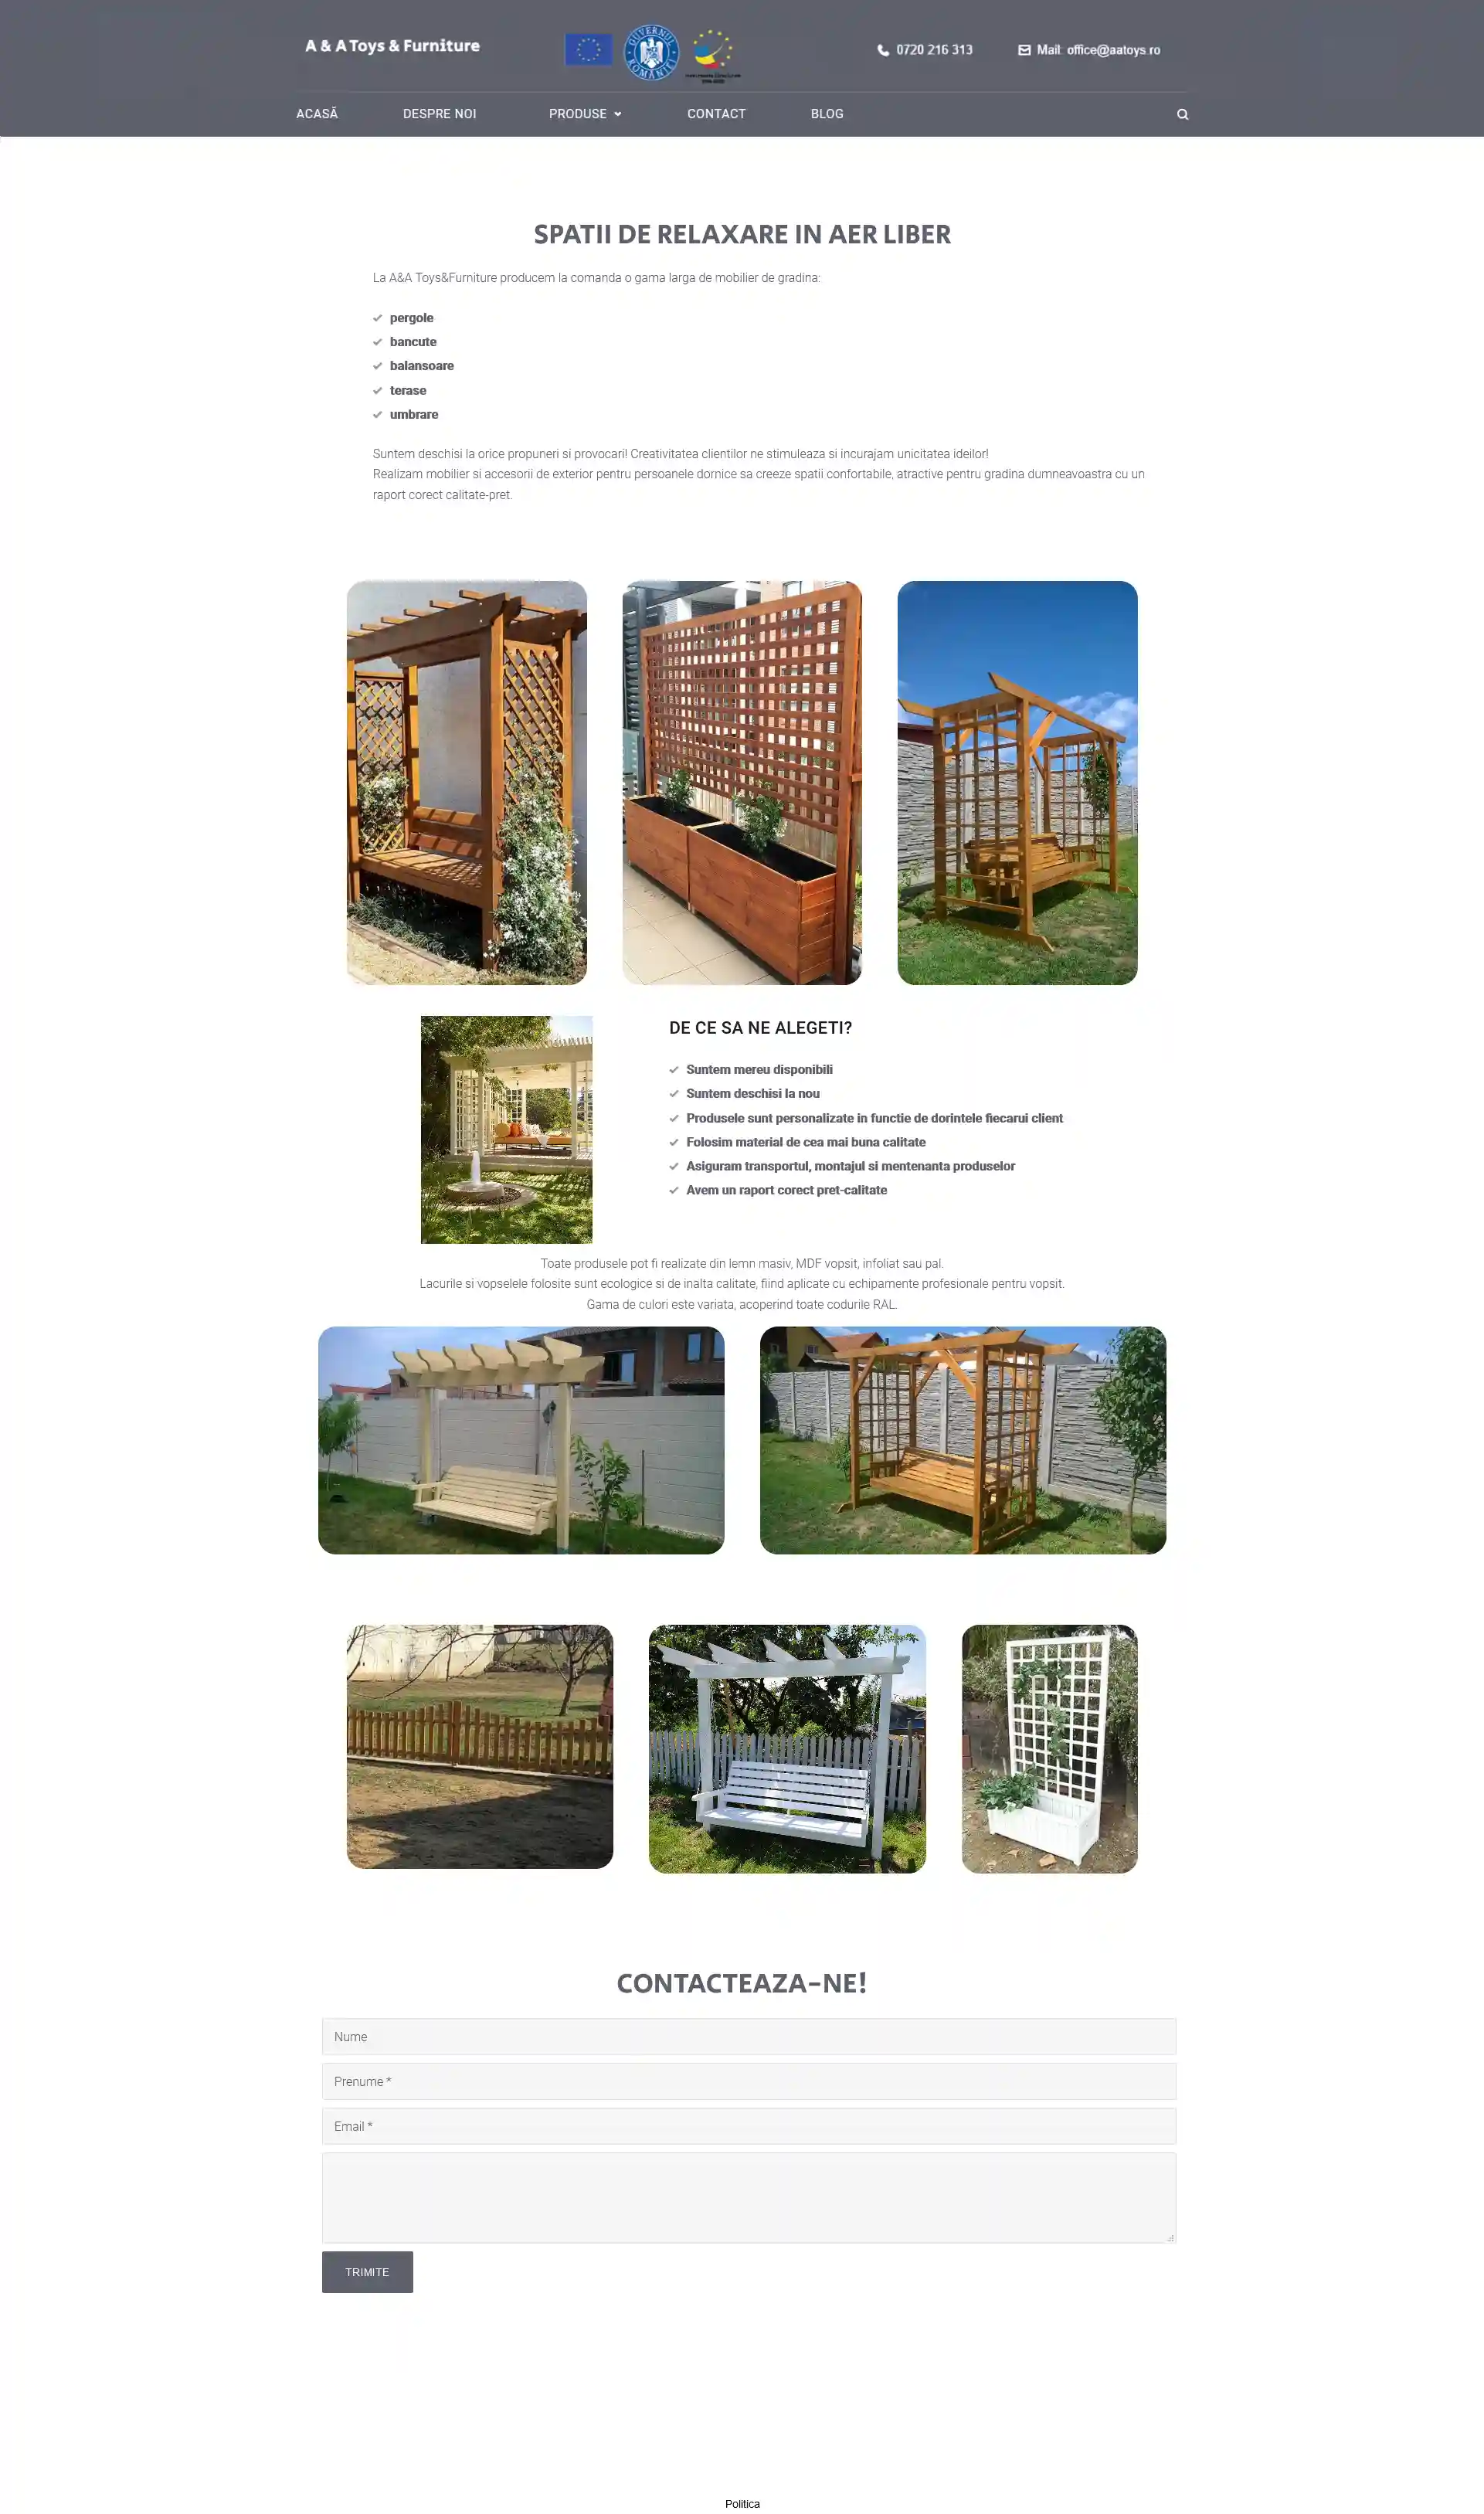 A & A Toys & Furniture
GUVERNUL ROMÂNIEI
0720 216 313
Mail: office@aatoys.ro
ACASĂ
DESPRE NOI
PRODUSE
CONTACT
BLOG
SPATII DE RELAXARE IN AER LIBER
La A&A Toys&Furniture producem la comanda o gama larga de mobilier de gradina:
pergole
bancute
balansoare
terase
umbrare
Suntem deschisi la orice propuneri si provocari! Creativitatea clientilor ne stimuleaza si incurajam unicitatea ideilor!
Realizam mobilier si accesorii de exterior pentru persoanele dornice sa creeze spatii confortabile, atractive pentru gradina dumneavoastra cu un
raport corect calitate-pret.
DE CE SA NE ALEGETI?
Suntem mereu disponibili
Suntem deschisi la nou
Produsele sunt personalizate in functie de dorintele fiecarui client
Folosim material de cea mai buna calitate
Asiguram transportul, montajul si mentenanta produselor
Avem un raport corect pret-calitate
Toate produsele pot fi realizate din lemn masiv, MDF vopsit, infoliat sau pal.
Lacurile si vopselele folosite sunt ecologice si de inalta calitate, fiind aplicate cu echipamente profesionale pentru vopsit.
Gama de culori este variata, acoperind toate codurile RAL.
CONTACTEAZA-NE!
Nume
Prenume *
Email *
TRIMITE
Politica